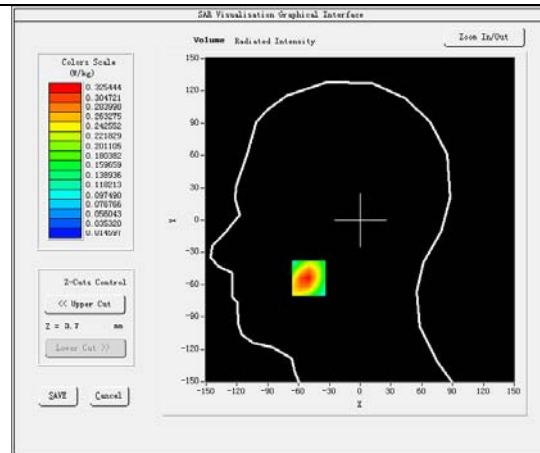 SAR Visualisation Graphical Interface
Volume Radiated Intensity
Zoom In/Out
Colors Scale
(W/kg)
0.325444
0.304721
0.283998
0.263275
0.242552
0.221829
0.201105
0.180382
0.159659
0.138936
0.118213
0.097490
0.076766
0.056043
0.035320
0.014597
Z-Cuts Control
<< Upper Cut
Z = 3.7 mm
Lower Cut >>
SAVE Cancel
150
120
90
60
30
0
-30
-60
-90
-120
-150
Y
-150 -120 -90 -60 -30 0 30 60 90 120 150
X